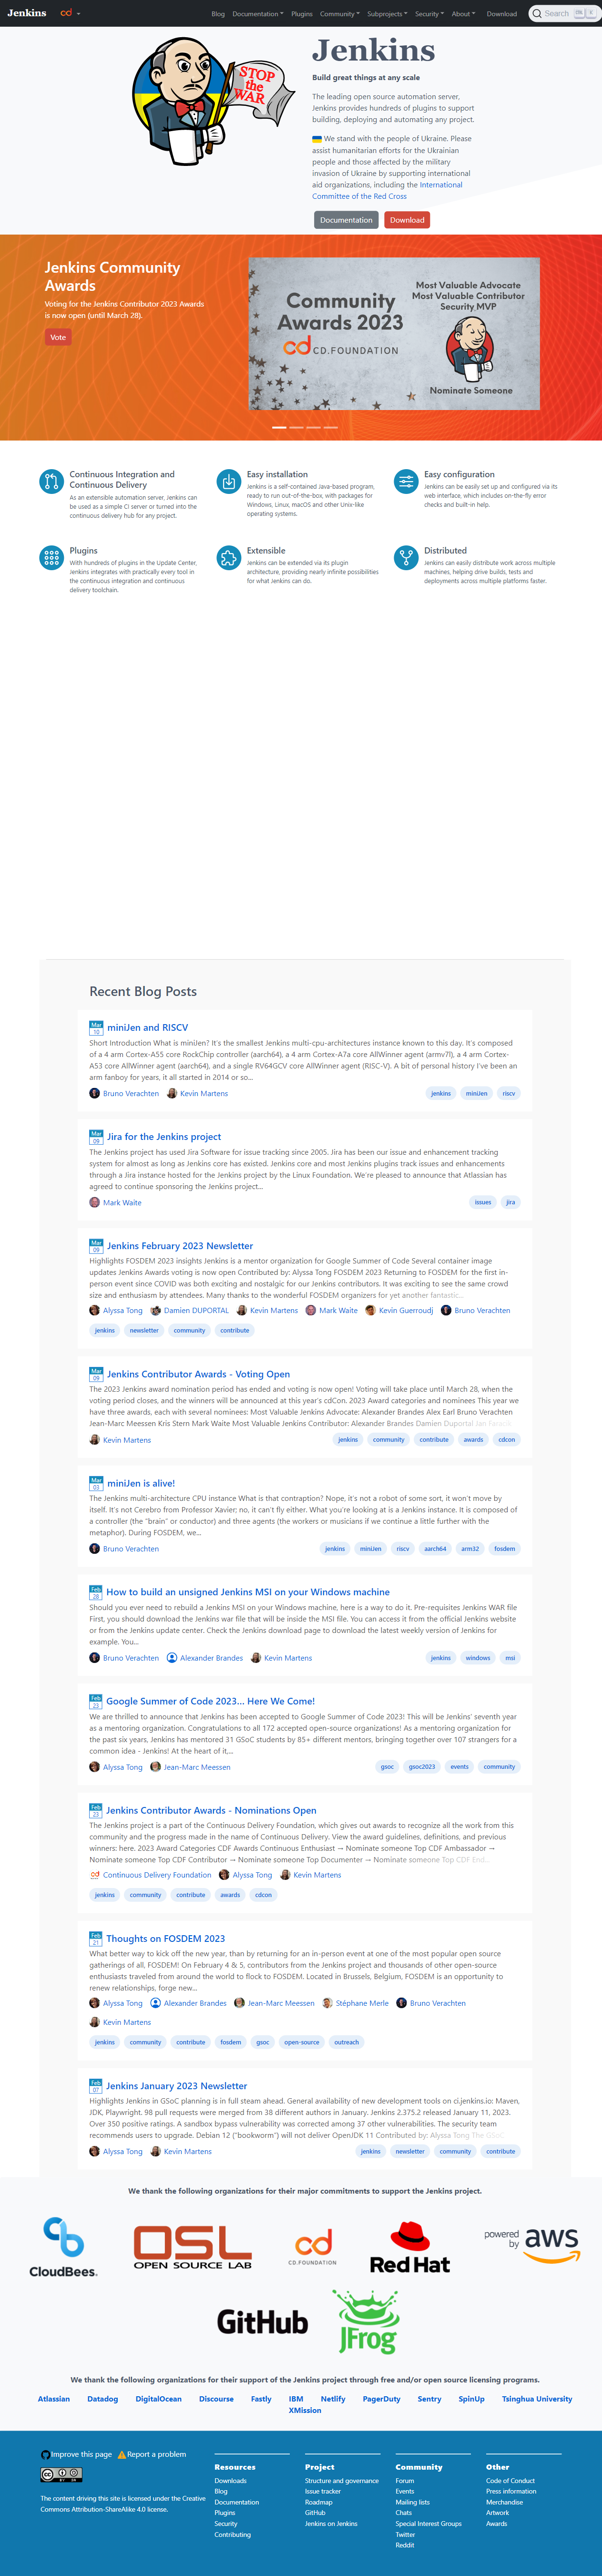 Jenkins
cd
Blog Documentation Plugins Community Subprojects Security About Download Search
STOP
the
WAR
Jenkins
Build great things at any scale
The leading open source automation server,
Jenkins provides hundreds of plugins to support
building, deploying and automating any project.
We stand with the people of Ukraine. Please
assist humanitarian efforts for the Ukrainian
people and those affected by the military
invasion of Ukraine by supporting international
aid organizations, including the International
Committee of the Red Cross
Documentation Download
Jenkins Community
Awards
Voting for the Jenkins Contributor 2023 Awards
is now open (until March 28).
Vote
Community
Awards 2023
cd CD.FOUNDATION
Most Valuable Advocate
Most Valuable Contributor
Security MVP
Nominate Someone
Continuous Integration and
Continuous Delivery
As an extensible automation server, Jenkins can
be used as a simple CI server or turned into the
continuous delivery hub for any project.
Easy installation
Jenkins is a self-contained Java-based program,
ready to run out-of-the-box, with packages for
Windows, Linux, macOS and other Unix-like
operating systems.
Easy configuration
Jenkins can be easily set up and configured via its
web interface, which includes on-the-fly error
checks and built-in help.
Plugins
With hundreds of plugins in the Update Center,
Jenkins integrates with practically every tool in
the continuous integration and continuous
delivery toolchain.
Extensible
Jenkins can be extended via its plugin
architecture, providing nearly infinite possibilities
for what Jenkins can do.
Distributed
Jenkins can easily distribute work across multiple
machines, helping drive builds, tests and
deployments across multiple platforms faster.
Recent Blog Posts
Mar
10
miniJen and RISCV
Short Introduction What is miniJen? It's the smallest Jenkins multi-cpu-architectures instance known to this day. It's composed
of a 4 arm Cortex-A55 core RockChip controller (aarch64), a 4 arm Cortex-A7a core AllWinner agent (armv7l), a 4 arm Cortex-
A53 core AllWinner agent (aarch64), and a single RV64GCV core AllWinner agent (RISC-V). A bit of personal history I've been an
arm fanboy for years, it all started in 2014 or so...
Bruno Verachten Kevin Martens
jenkins miniJen riscv
Mar
09
Jira for the Jenkins project
The Jenkins project has used Jira Software for issue tracking since 2005. Jira has been our issue and enhancement tracking
system for almost as long as Jenkins core has existed. Jenkins core and most Jenkins plugins track issues and enhancements
through a Jira instance hosted for the Jenkins project by the Linux Foundation. We're pleased to announce that Atlassian has
agreed to continue sponsoring the Jenkins project...
Mark Waite
issues jira
Mar
09
Jenkins February 2023 Newsletter
Highlights FOSDEM 2023 insights Jenkins is a mentor organization for Google Summer of Code Several container image
updates Jenkins Awards voting is now open Contributed by: Alyssa Tong FOSDEM 2023 Returning to FOSDEM for the first in-
person event since COVID was both exciting and nostalgic for our Jenkins contributors. It was exciting to see the same crowd
size and enthusiasm by attendees. Many thanks to the wonderful FOSDEM organizers for yet another fantastic...
Alyssa Tong Damien DUPORTAL Kevin Martens Mark Waite Kevin Guerroudj Bruno Verachten
jenkins newsletter community contribute
Mar
09
Jenkins Contributor Awards - Voting Open
The 2023 Jenkins award nomination period has ended and voting is now open! Voting will take place until March 28, when the
voting period closes, and the winners will be announced at this year's cdCon. 2023 Award categories and nominees This year we
have three awards, each with several nominees: Most Valuable Jenkins Advocate: Alexander Brandes Alex Earl Bruno Verachten
Jean-Marc Meessen Kris Stern Mark Waite Most Valuable Jenkins Contributor: Alexander Brandes Damien Duportal Jan
Kevin Martens
jenkins community contribute awards cdcon
Mar
03
miniJen is alive!
The Jenkins multi-architecture CPU instance What is that contraption? Nope, it's not a robot of some sort, it won't move by
itself. It's not Cerebro from Professor Xavier; no, it can't fly either. What you're looking at is a Jenkins instance. It is composed of
a controller (the "brain" or conductor) and three agents (the workers or musicians if we continue a little further with the
metaphor). During FOSDEM, we...
Bruno Verachten
jenkins miniJen riscv aarch64 arm32 fosdem
Feb
28
How to build an unsigned Jenkins MSI on your Windows machine
Should you ever need to rebuild a Jenkins MSI on your Windows machine, here is a way to do it. Pre-requisites Jenkins WAR file
First, you should download the Jenkins war file that will be inside the MSI file. You can access it from the official Jenkins website
or from the Jenkins update center. Check the Jenkins download page to download the latest weekly version of Jenkins for
example. You...
Bruno Verachten Alexander Brandes Kevin Martens
jenkins windows msi
Feb
23
Google Summer of Code 2023... Here We Come!
We are thrilled to announce that Jenkins has been accepted to Google Summer of Code 2023! This will be Jenkins' seventh year
as a mentoring organization. Congratulations to all 172 accepted open-source organizations! As a mentoring organization for
the past six years, Jenkins has mentored 31 GSoC students by 85+ different mentors, bringing together over 107 strangers for a
common idea - Jenkins! At the heart of it,...
Alyssa Tong Jean-Marc Meessen
gsoc gsoc2023 events community
Feb
23
Jenkins Contributor Awards - Nominations Open
The Jenkins project is a part of the Continuous Delivery Foundation, which gives out awards to recognize all the work from this
community and the progress made in the name of Continuous Delivery. View the award guidelines, definitions, and previous
winners: here. 2023 Award Categories CDF Awards Continuous Enthusiast → Nominate someone Top CDF Ambassador →
Nominate someone Top CDF Contributor → Nominate someone Top Documenter → Nominate someone Top CDF End...
Continuous Delivery Foundation Alyssa Tong Kevin Martens
jenkins community contribute awards cdcon
Feb
21
Thoughts on FOSDEM 2023
What better way to kick off the new year, than by returning for an in-person event at one of the most popular open source
gatherings of all, FOSDEM! On February 4 & 5, contributors from the Jenkins project and thousands of other open-source
enthusiasts traveled from around the world to flock to FOSDEM. Located in Brussels, Belgium, FOSDEM is an opportunity to
renew relationships, forge new...
Alyssa Tong Alexander Brandes Jean-Marc Meessen Stéphane Merle Bruno Verachten
Kevin Martens
jenkins community contribute fosdem gsoc open-source outreach
Feb
07
Jenkins January 2023 Newsletter
Highlights Jenkins in GSoC planning is in full steam ahead. General availability of new development tools on ci.jenkins.io: Maven,
JDK, Playwright. 98 pull requests were merged from 38 different authors in January. Jenkins 2.375.2 released January 11, 2023.
Over 350 positive ratings. A sandbox bypass vulnerability was corrected among 37 other vulnerabilities. The security team
recommends users to upgrade. Debian 12 ("bookworm") will not deliver OpenJDK 11 Contributed by: Alyssa Tong The GSoC
Alyssa Tong Kevin Martens
jenkins newsletter community contribute
We thank the following organizations for their major commitments to support the Jenkins project.
CloudBees
OSL
OPEN SOURCE LAB
cd
CD.FOUNDATION
Red Hat
powered
by aws
GitHub
JFrog
We thank the following organizations for their support of the Jenkins project through free and/or open source licensing programs.
Atlassian Datadog DigitalOcean Discourse Fastly IBM Netlify PagerDuty Sentry SpinUp Tsinghua University
XMission
Improve this page Report a problem
CC BY SA
The content driving this site is licensed under the Creative
Commons Attribution-ShareAlike 4.0 license.
Resources
Downloads
Blog
Documentation
Plugins
Security
Contributing
Project
Structure and governance
Issue tracker
Roadmap
GitHub
Jenkins on Jenkins
Community
Forum
Events
Mailing lists
Chats
Special Interest Groups
Twitter
Reddit
Other
Code of Conduct
Press information
Merchandise
Artwork
Awards